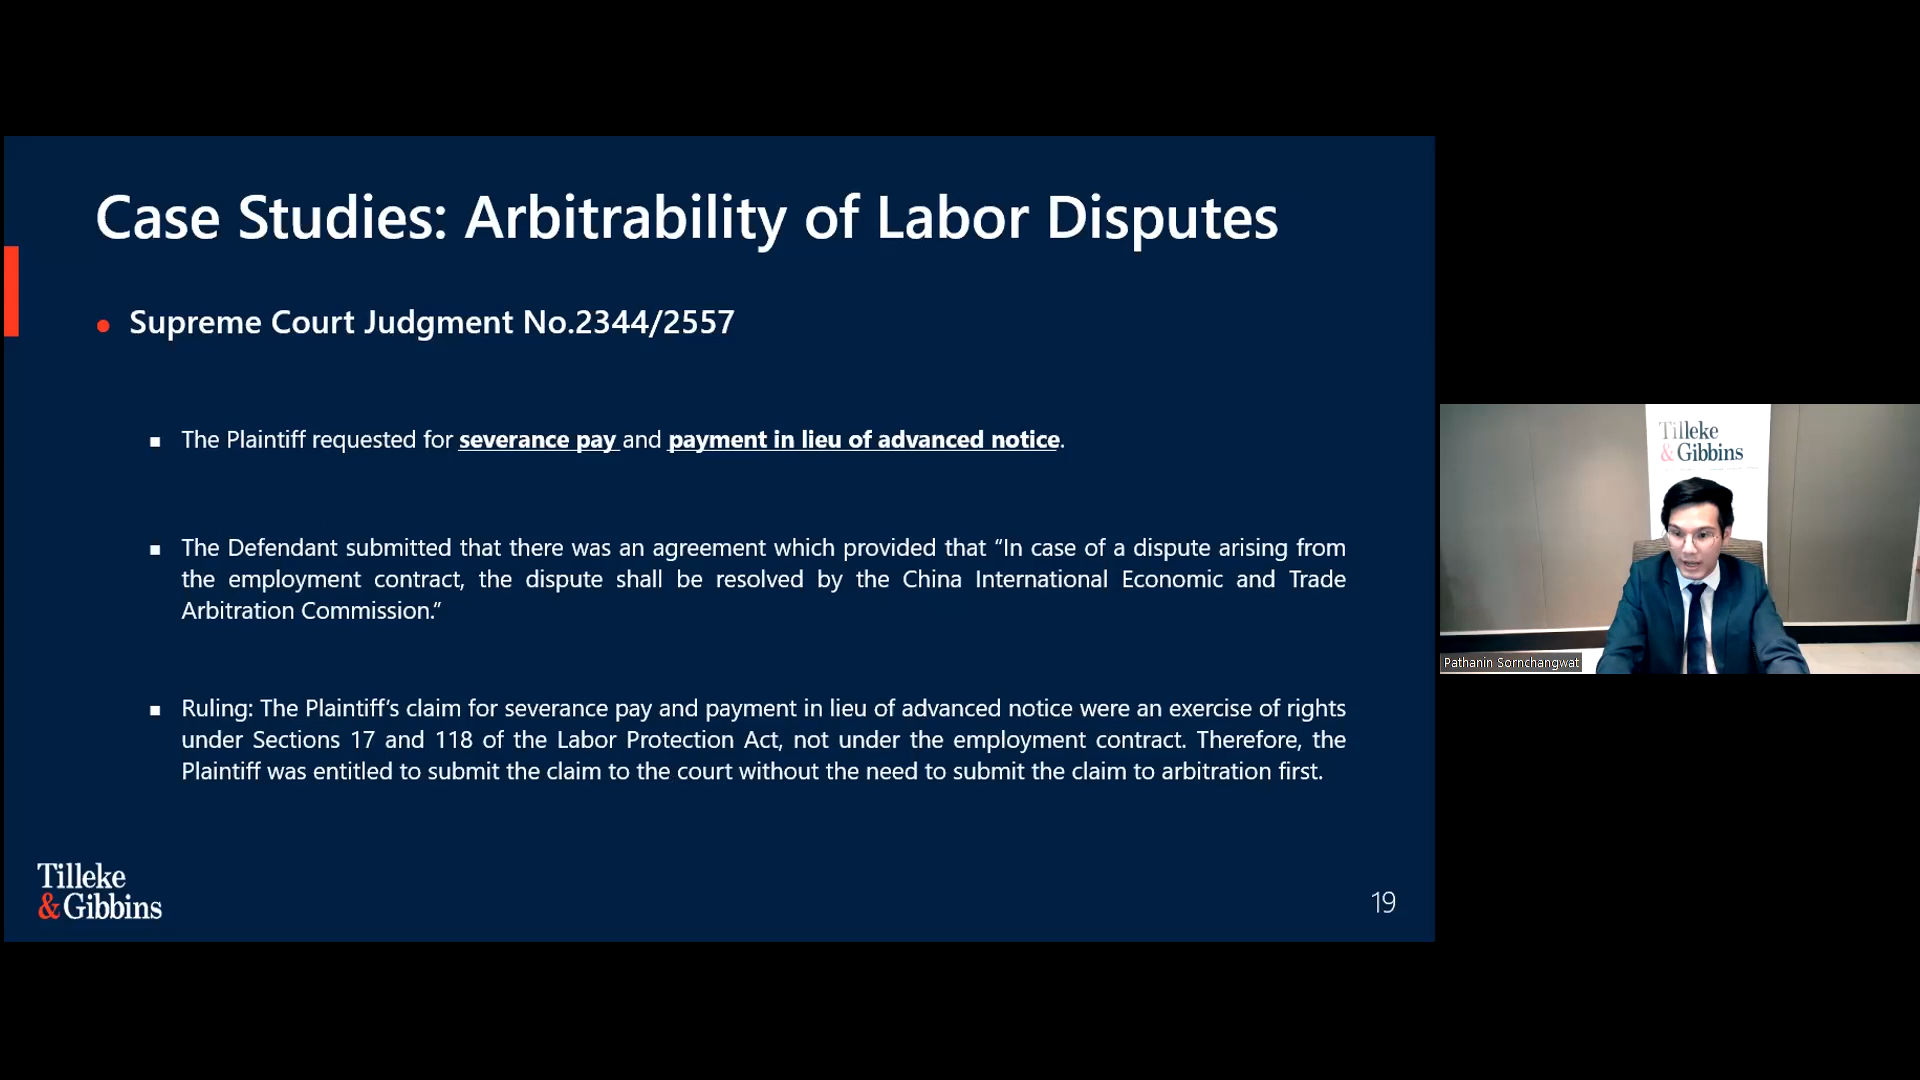 Case Studies: Arbitrability of Labor Disputes
Supreme Court Judgment No.2344/2557
The Plaintiff requested for severance pay and payment in lieu of advanced notice.
The Defendant submitted that there was an agreement which provided that “In case of a dispute arising from
the employment contract, the dispute shall be resolved by the China International Economic and Trade
Arbitration Commission.”
Ruling: The Plaintiff’s claim for severance pay and payment in lieu of advanced notice were an exercise of rights
under Sections 17 and 118 of the Labor Protection Act, not under the employment contract. Therefore, the
Plaintiff was entitled to submit the claim to the court without the need to submit the claim to arbitration first.
Tilleke
& Gibbins
19
Tilleke
& Gibbins
Pathanin Sornchangwat